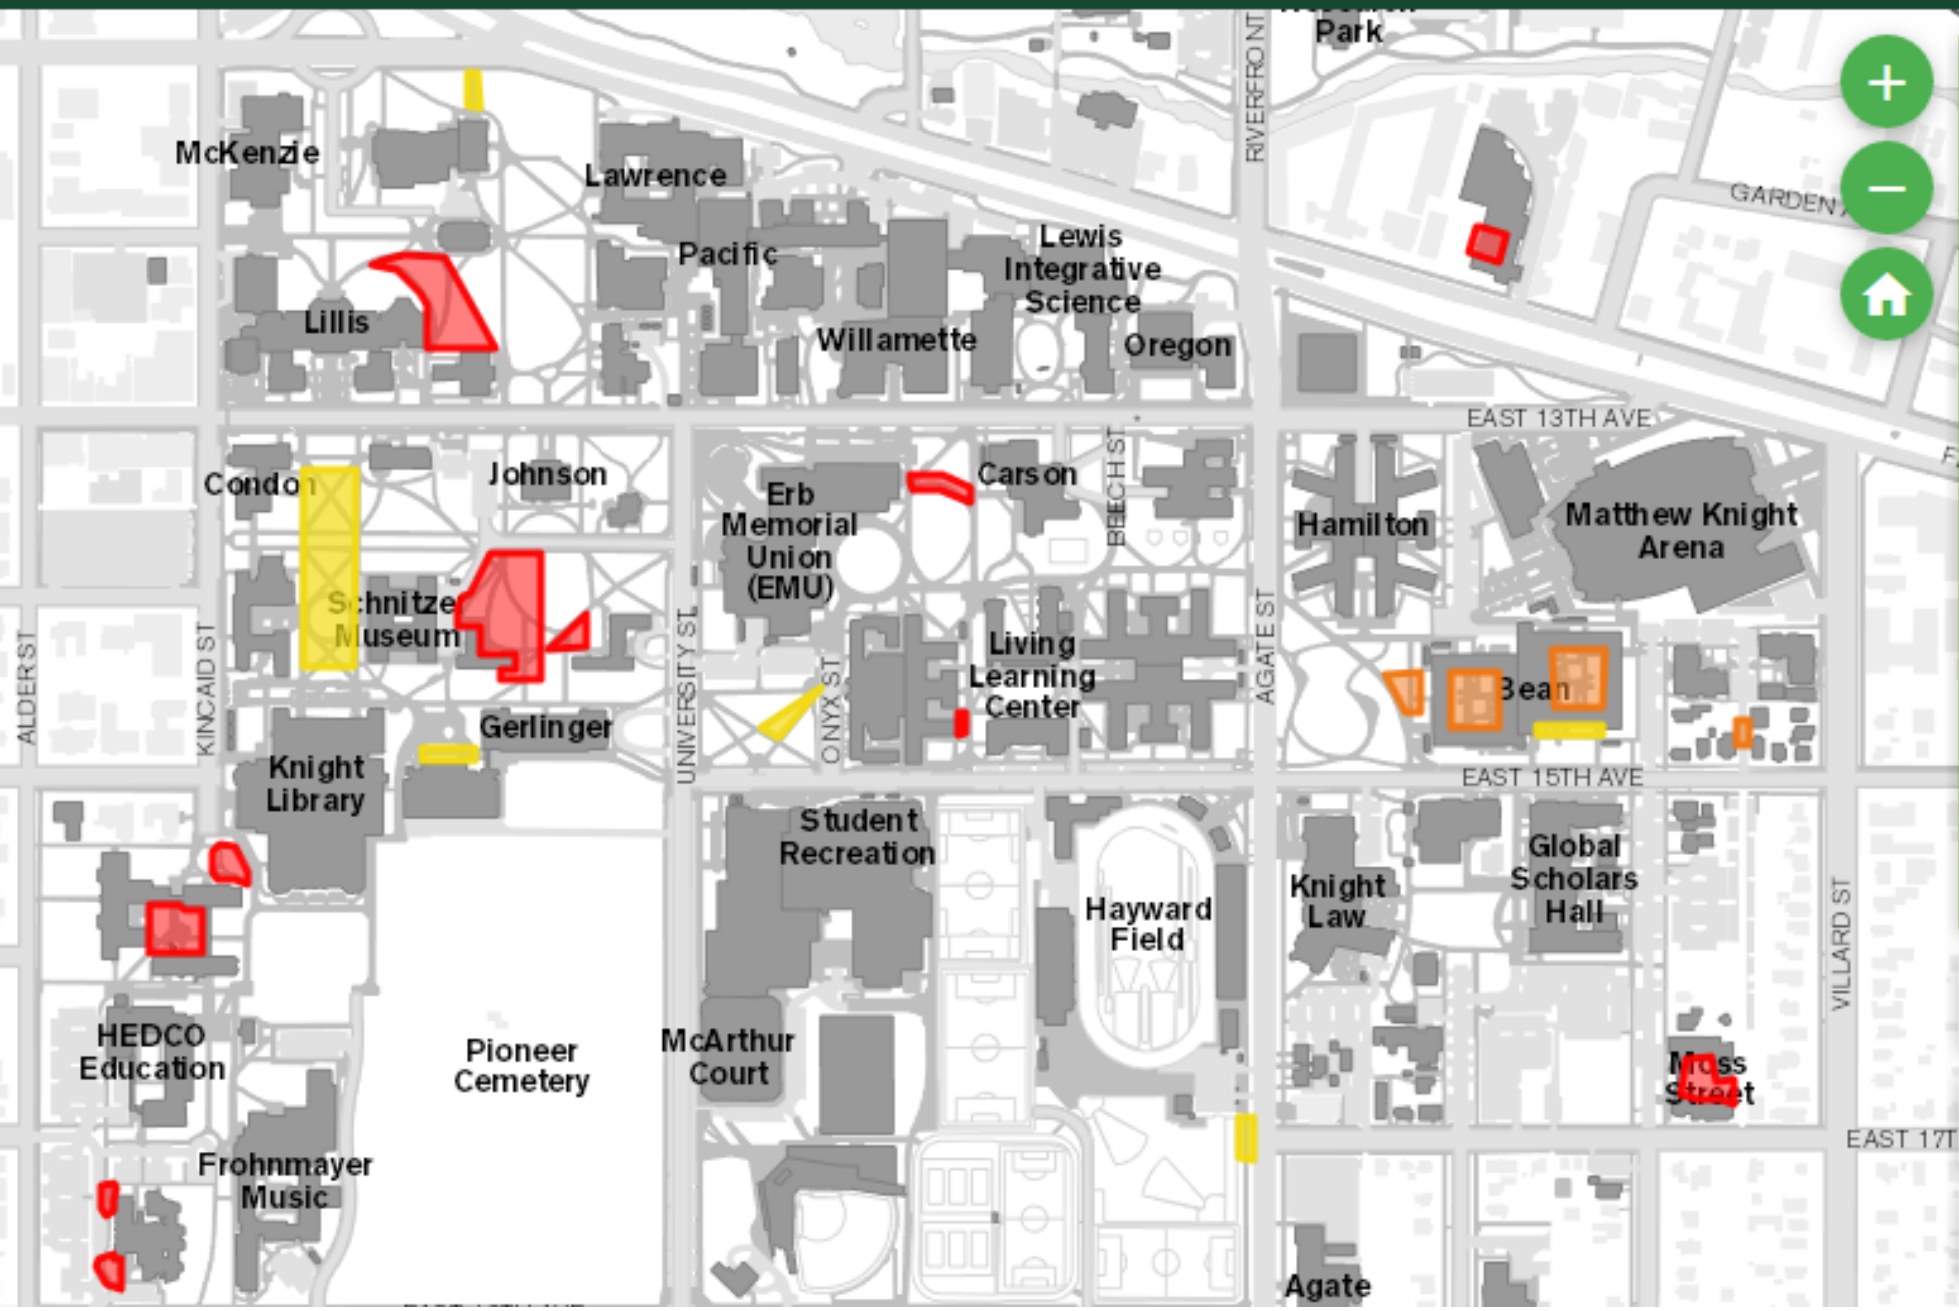 Park
RIVERFRONT
McKenzie
Lawrence
GARDEN
Pacific
Lewis
Integrative
Science
Lillis
Willamette
Oregon
EAST 13TH AVE
Condon
Johnson
Erb
Memorial
Union
(EMU)
Carson
BEECH ST
Hamilton
Matthew Knight
Arena
Schnitze
Museum
ALDER ST
KINCAID ST
UNIVERSITY ST
ONYX ST
Living
Learning
Center
AGATE ST
Bean
Gerlinger
Knight
Library
EAST 15TH AVE
Student
Recreation
Hayward
Field
Knight
Law
Global
Scholars
Hall
VILLARD ST
HEDCO
Education
Pioneer
Cemetery
McArthur
Court
Moss
Street
EAST 17T
Frohnmayer
Music
Agate